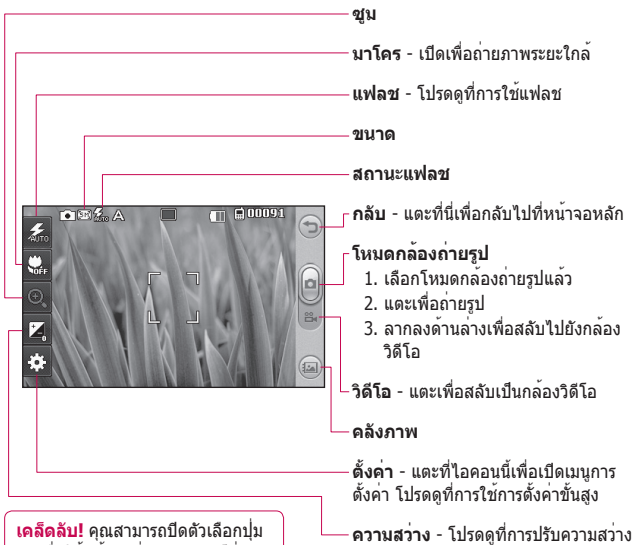 ซูม
มาโคร - เปิดเพื่อถ่ายภาพระยะใกล้
แฟลช - โปรดดูที่การใช้แฟลช
ขนาด
สถานะแฟลช
กลับ - แตะที่นี่เพื่อกลับไปที่หน้าจอหลัก
โหมดกล้องถ่ายรูป
1. เลือกโหมดกล้องถ่ายรูปแล้ว
2. แตะเพื่อถ่ายรูป
3. ลากลงด้านล่างเพื่อสลับไปยังกล้อง
วิดีโอ
วิดีโอ - แตะเพื่อสลับเป็นกล้องวิดีโอ
คลังภาพ
ตั้งค่า - แตะที่ไอคอนนี้เพื่อเปิดเมนูการ
ตั้งค่า โปรดดูที่การใช้การตั้งค่าขั้นสูง
ความสว่าง - โปรดดูที่การปรับความสว่าง
3M AUTO A 00091
AUTO
OFF
0
เคล็ดลับ! คุณสามารถปิดตัวเลือกปุ่ม